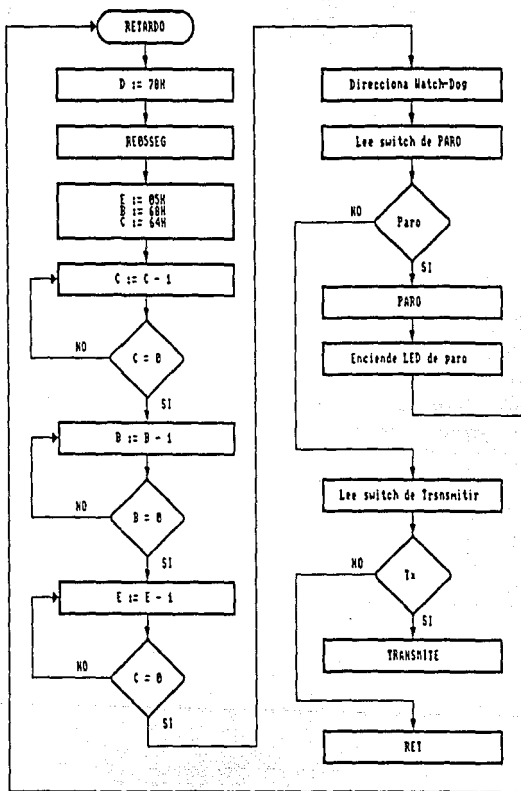 RETARDO
D := 70H
RE05SEG
E := 05H
B := 68H
C := 64H
C := C - 1
NO
C = 0
SI
B := B - 1
NO
B = 0
SI
E := E - 1
NO
C = 0
SI
Direcciona Watch-Dog
Lee switch de PARO
NO
Paro
SI
PARO
Enciende LED de paro
Lee switch de Trsnsmitir
NO
Tx
SI
TRANSMITE
RET